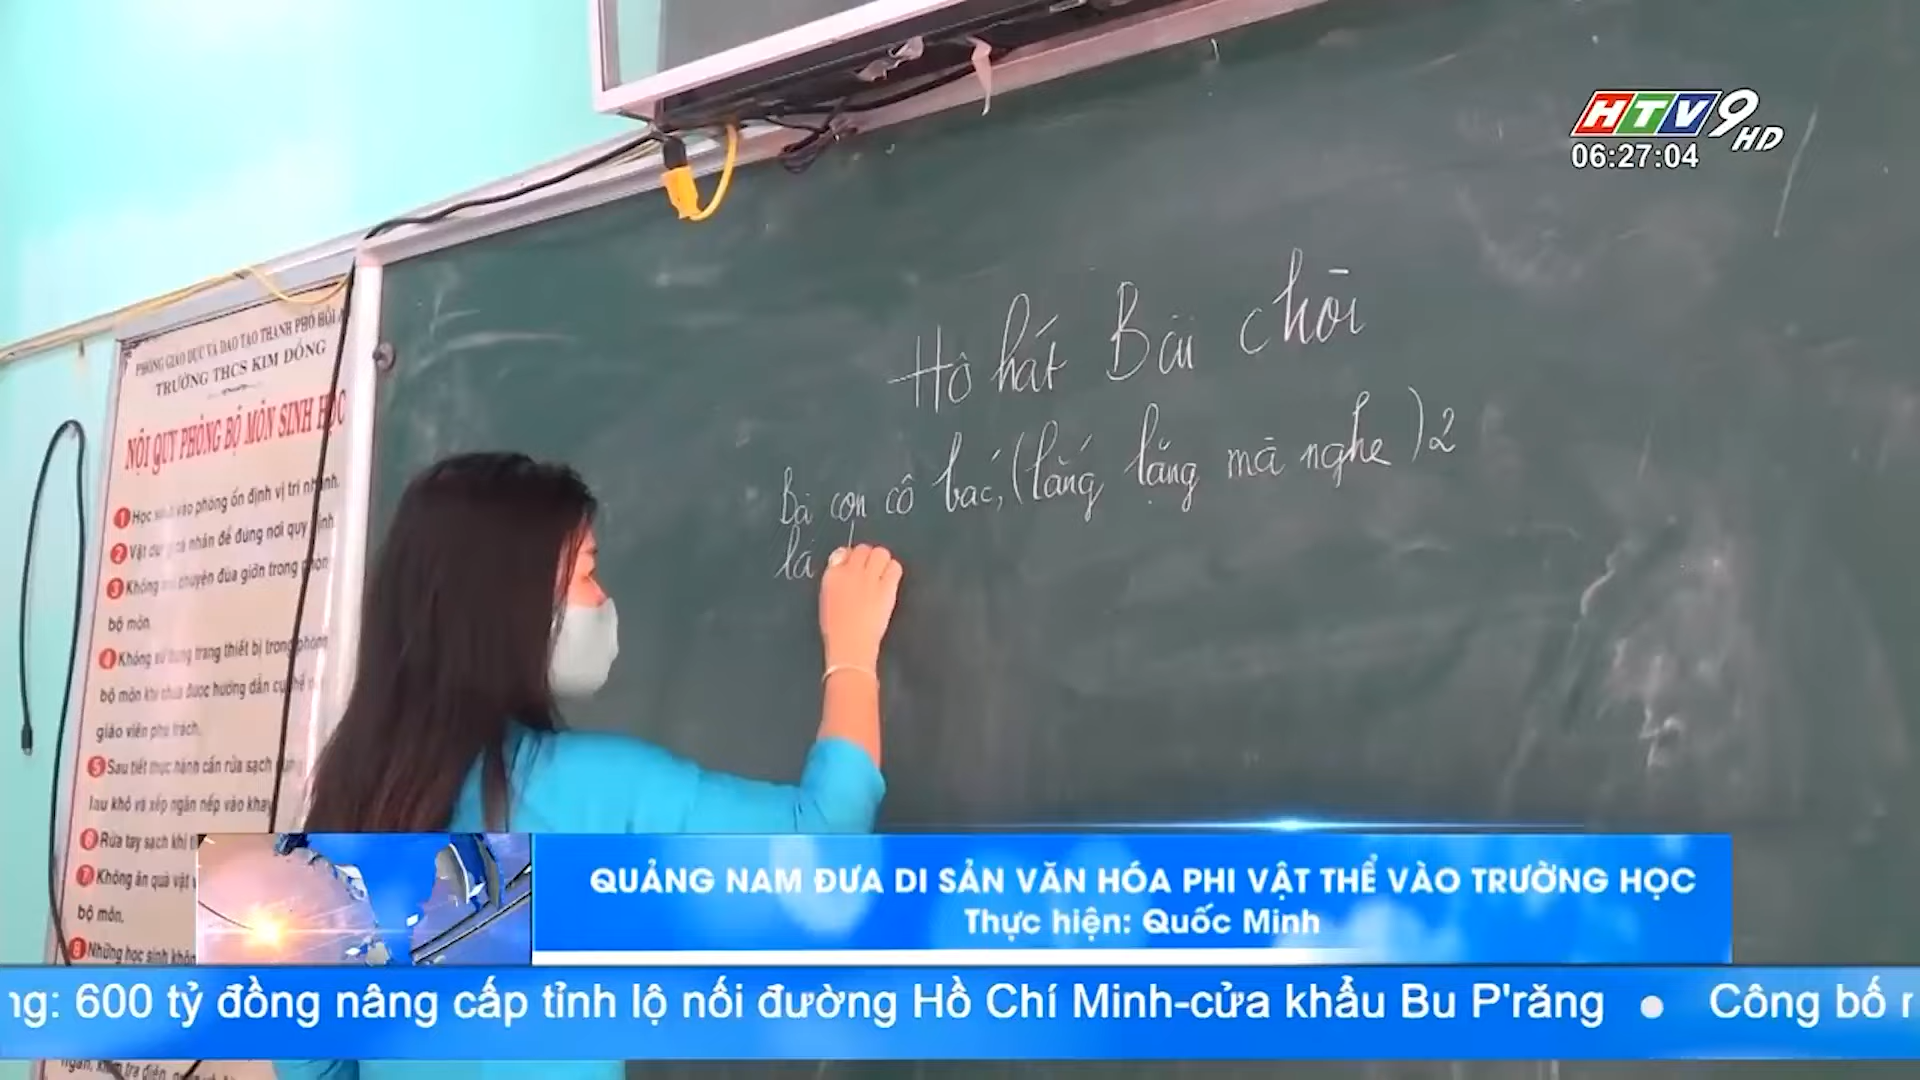 HTV9 HD
06:27:04
Hô hát Bài chòi
Bà con cô bác, (lẳng lặng mà nghe) 2
là
PHÒNG GIÁO DỤC VÀ ĐÀO TẠO THÀNH PHỐ HỘI
TRƯỜNG THCS KIM ĐỒNG
NỘI QUY PHÒNG BỘ MÔN SINH HỌC
1 Học sinh vào phòng ổn định vị trí nhanh.
2 Vật dụng cá nhân để đúng nơi quy định
3 Không nói chuyện đùa giỡn trong phòng
bộ môn
4 Không sử dụng trang thiết bị trong phòng
bộ môn khi chưa được hướng dẫn cụ thể
giáo viên phụ trách.
5 Sau tiết thực hành cần rửa sạch
lau khô và xếp ngăn nếp vào khay
6 Rửa tay sạch khi
7 Không ăn quà vặt
bộ môn.
8 Những học sinh không
QUẢNG NAM ĐƯA DI SẢN VĂN HÓA PHI VẬT THỂ VÀO TRƯỜNG HỌC
Thực hiện: Quốc Minh
ng: 600 tỷ đồng nâng cấp tỉnh lộ nối đường Hồ Chí Minh-cửa khẩu Bu P'răng • Công bố